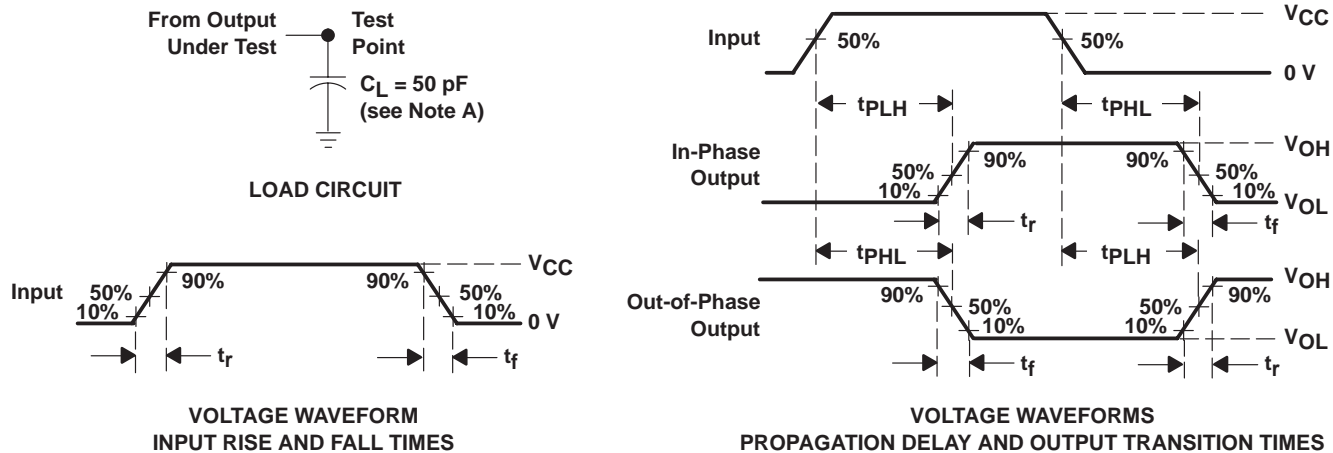 From Output
Under Test
Test
Point
CL = 50 pF
(see Note A)
LOAD CIRCUIT
Input
50%
10%
90%
90%
50%
10%
VCC
0 V
tr
tf
VOLTAGE WAVEFORM
INPUT RISE AND FALL TIMES
Input
50%
50%
VCC
0 V
tPLH
tPHL
In-Phase
Output
50%
10%
90%
90%
50%
10%
VOH
VOL
tr
tf
tPHL
tPLH
Out-of-Phase
Output
90%
50%
10%
50%
10%
90%
VOH
VOL
tf
tr
VOLTAGE WAVEFORMS
PROPAGATION DELAY AND OUTPUT TRANSITION TIMES